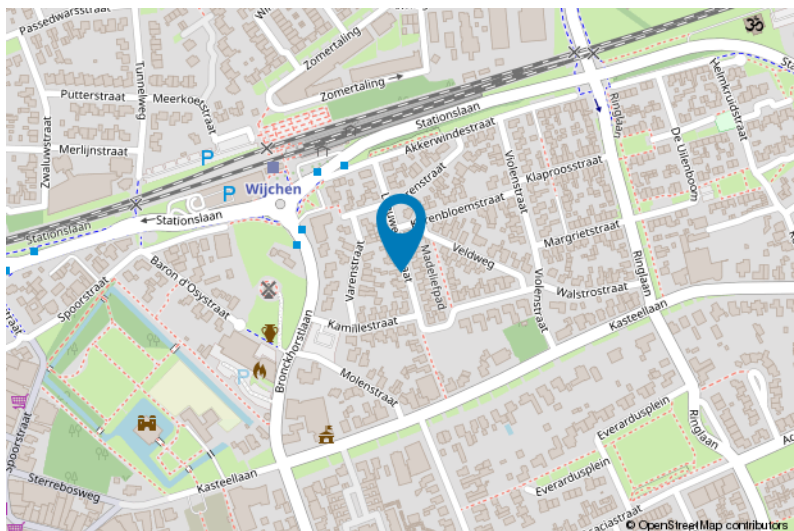 Passedwarsstraat
Zomertaling
Tunnelweg
Putterstraat
Meerkoetstraat
Zomertaling
Stationslaan
Helmkruidstraat
Ringlaan
Zwaluwstraat
Merlijnstraat
P
Akkerwindestraat
De Uilenboom
Violenstraat
Klaproosstraat
P
Wijchen
Stationslaan
Margrietstraat
Stationslaan
Veldweg
Varenstraat
Madeliefpad
Ringlaan
Baron d'Osystraat
Violenstraat
Walstrostraat
Spoorstraat
Kasteellaan
Kamillestraat
Bronckhorstlaan
P
Molenstraat
Everardusplein
Ringlaan
Spoorstraat
Everardusplein
Kasteellaan
Sterrebosweg
© OpenStreetMap contributors